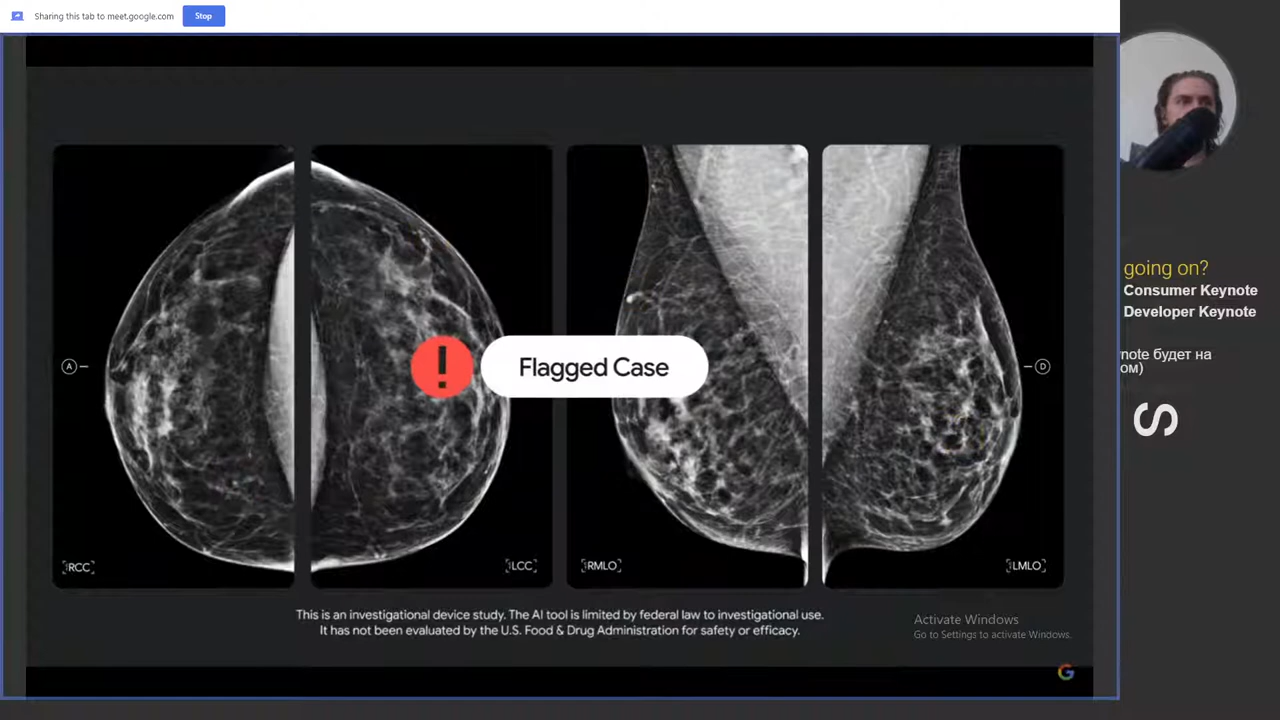 Sharing this tab to meet.google.com
Stop
going on?
Consumer Keynote
Developer Keynote
note будет на
ом)
S
A
!
Flagged Case
D
RCC
LCC
RMLO
LMLO
This is an investigational device study. The AI tool is limited by federal law to investigational use.
It has not been evaluated by the U.S. Food & Drug Administration for safety or efficacy.
Activate Windows
Go to Settings to activate Windows.
G